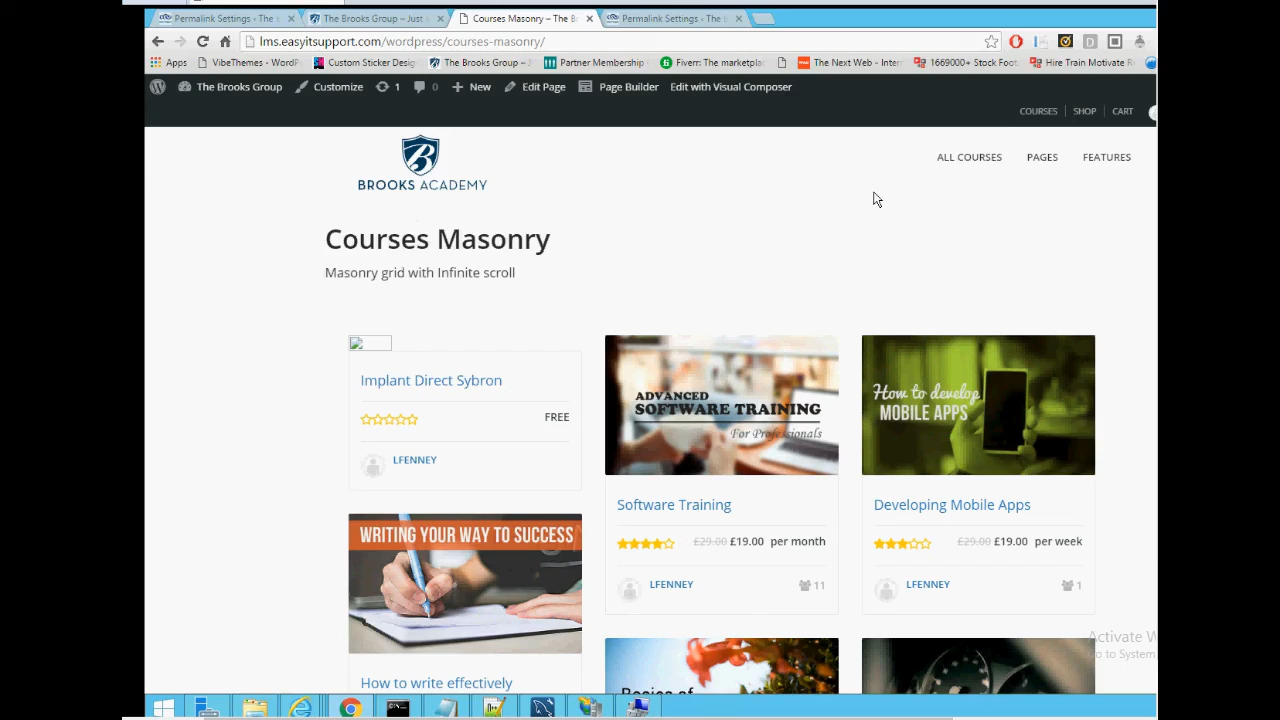 Permalink Settings ‹ The b
The Brooks Group – Just
Courses Masonry – The B
Permalink Settings ‹ The b
lms.easyitsupport.com/wordpress/courses-masonry/
Apps
VibeThemes - WordP
Custom Sticker Desig
The Brooks Group –
Partner Membership
Fiverr: The marketpla
The Next Web - Inter
1669000+ Stock Foot
Hire Train Motivate R
The Brooks Group
Customize
1
0
New
Edit Page
Page Builder
Edit with Visual Composer
COURSES
SHOP
CART
B
BROOKS ACADEMY
ALL COURSES
PAGES
FEATURES
Courses Masonry
Masonry grid with Infinite scroll
Implant Direct Sybron
FREE
LFENNEY
ADVANCED
SOFTWARE TRAINING
For Professionals
Software Training
£29.00 £19.00 per month
LFENNEY
11
How to develop
MOBILE APPS
Developing Mobile Apps
£29.00 £19.00 per week
LFENNEY
1
WRITING YOUR WAY TO SUCCESS
How to write effectively
Basics of
Activate W
Go to System